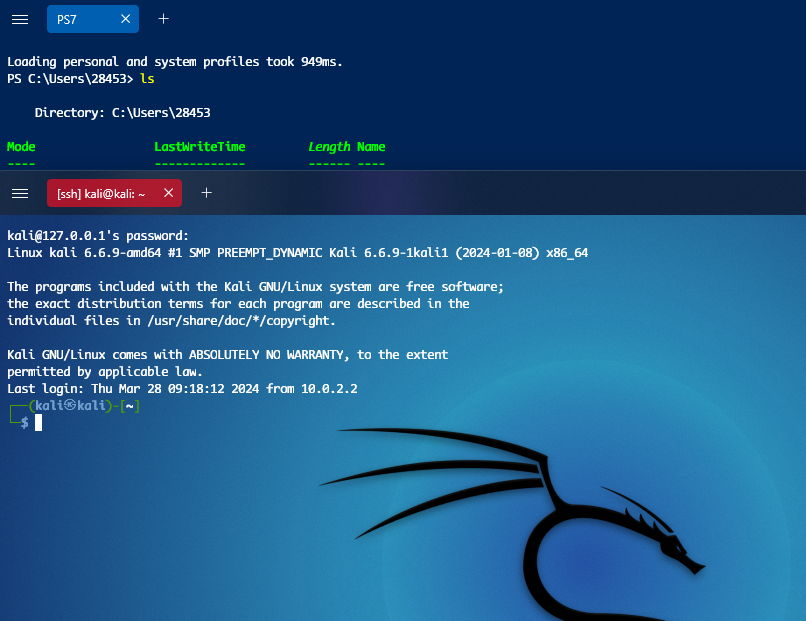 PS7
Loading personal and system profiles took 949ms.
PS C:\Users\28453> ls
Directory: C:\Users\28453
Mode LastWriteTime Length Name
---- ------------- ------ ----
[ssh] kali@kali: ~
kali@127.0.0.1's password:
Linux kali 6.6.9-amd64 #1 SMP PREEMPT_DYNAMIC Kali 6.6.9-1kali1 (2024-01-08) x86_64
The programs included with the Kali GNU/Linux system are free software;
the exact distribution terms for each program are described in the
individual files in /usr/share/doc/*/copyright.
Kali GNU/Linux comes with ABSOLUTELY NO WARRANTY, to the extent
permitted by applicable law.
Last login: Thu Mar 28 09:18:12 2024 from 10.0.2.2
┌──(kali㉿kali)-[~]
└─$